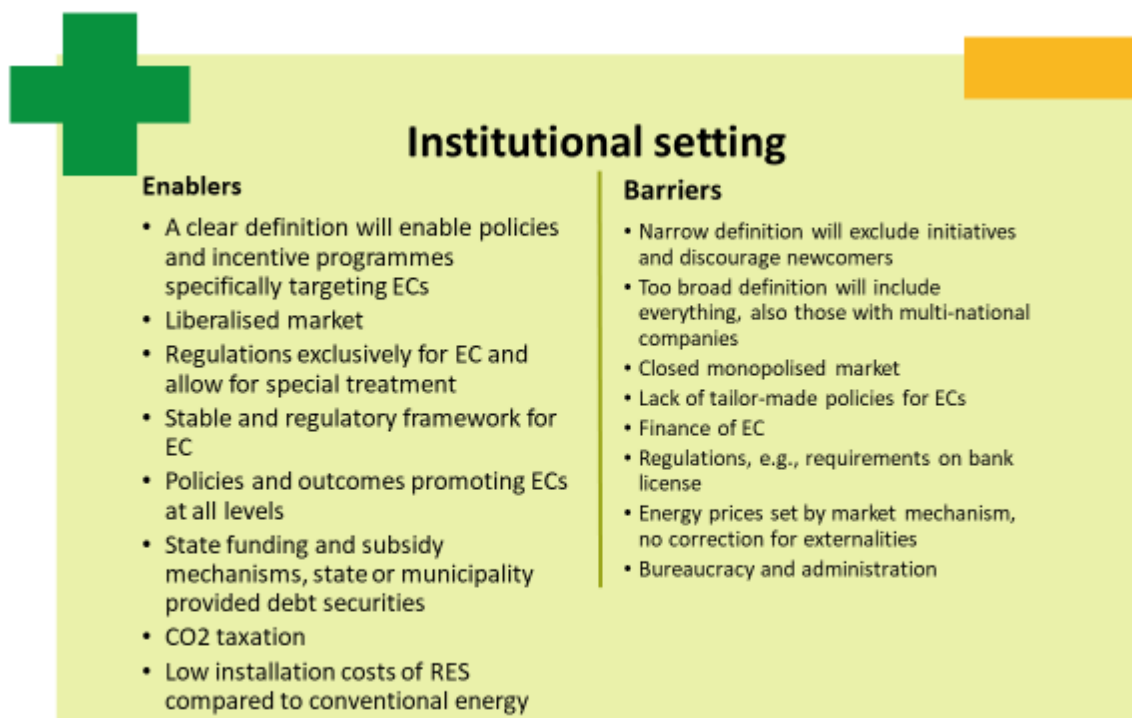 Institutional setting
Enablers
• A clear definition will enable policies
and incentive programmes
specifically targeting ECs
• Liberalised market
• Regulations exclusively for EC and
allow for special treatment
• Stable and regulatory framework for
EC
• Policies and outcomes promoting ECs
at all levels
• State funding and subsidy
mechanisms, state or municipality
provided debt securities
• CO2 taxation
• Low installation costs of RES
compared to conventional energy
Barriers
• Narrow definition will exclude initiatives
and discourage newcomers
• Too broad definition will include
everything, also those with multi-national
companies
• Closed monopolised market
• Lack of tailor-made policies for ECs
• Finance of EC
• Regulations, e.g., requirements on bank
license
• Energy prices set by market mechanism,
no correction for externalities
• Bureaucracy and administration